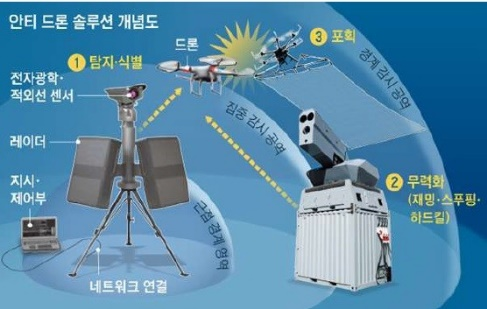 안티 드론 솔루션 개념도
1 탐지·식별
드론
3 포획
전자광학·
적외선 센서
레이더
지시·
제어부
네트워크 연결
근접 경계 영역
집중 감시 공역
경계 감시 공역
2 무력화
(재밍·스푸핑·
하드킬)